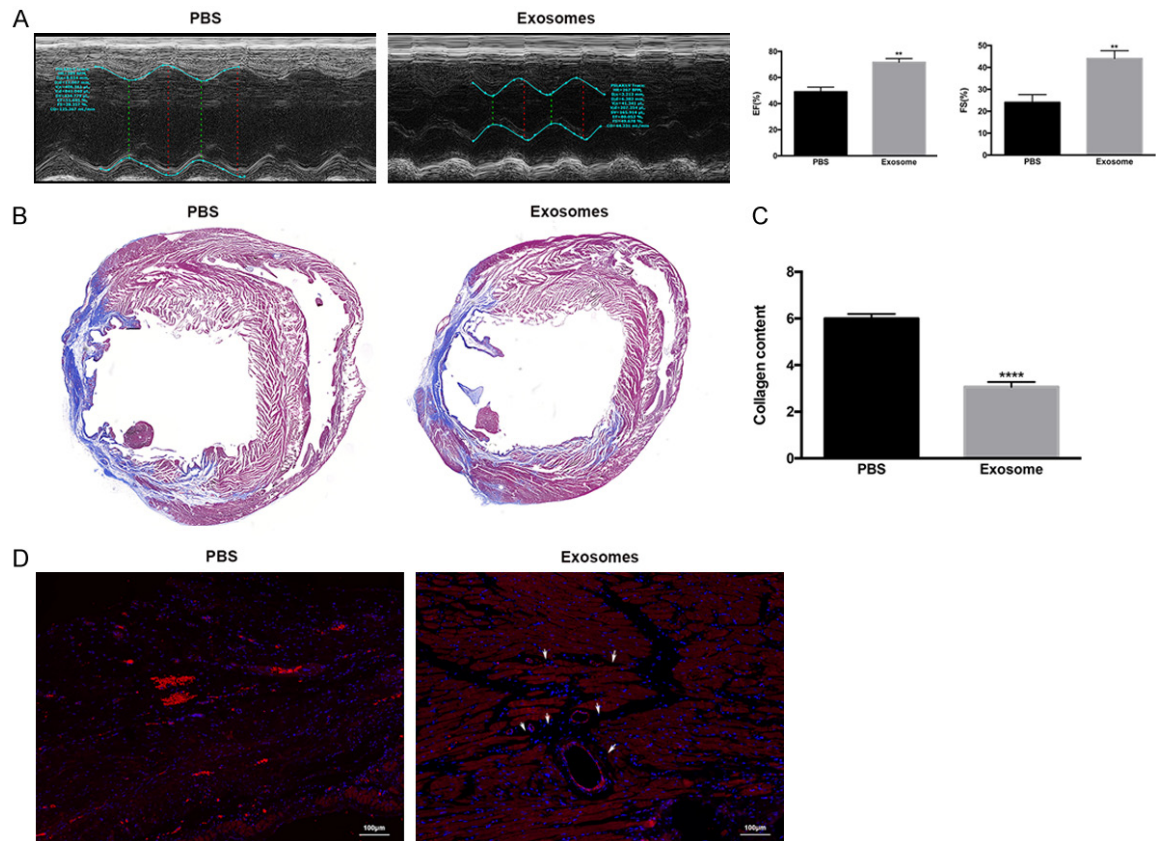 A
PBS
Exosomes
EF(%)
80
60
40
20
0
**
PBS
Exosome
FS(%)
50
40
30
20
10
0
**
PBS
Exosome
B
PBS
Exosomes
C
Collagen content
8
6
4
2
0
****
PBS
Exosome
D
PBS
Exosomes
100μm
100μm